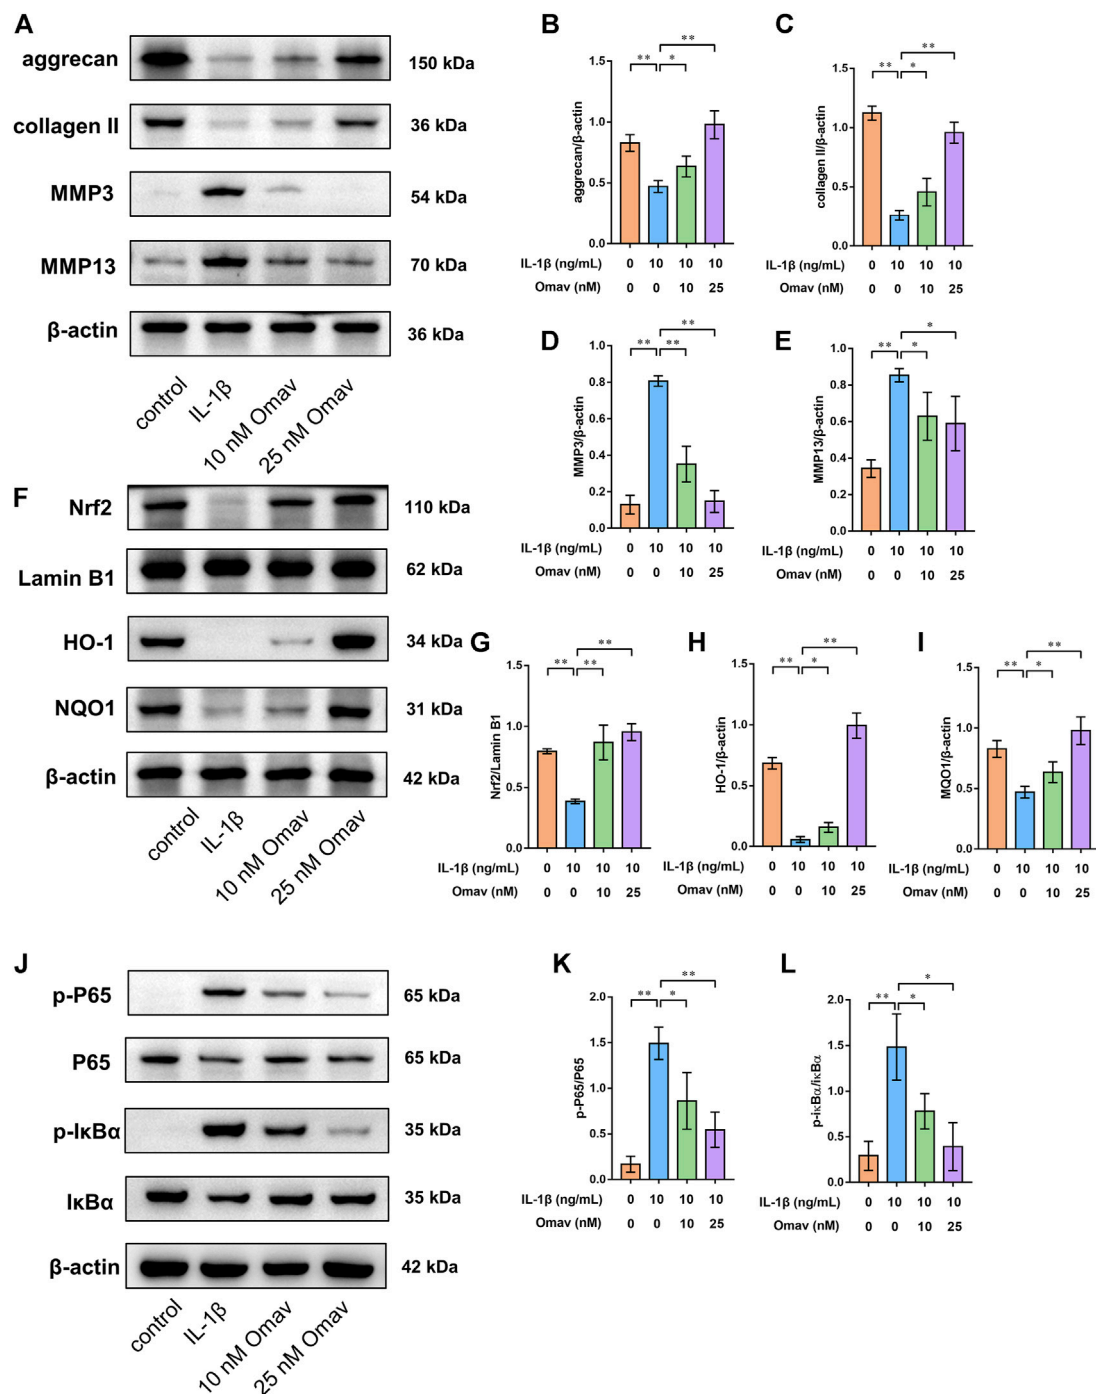 A
aggrecan
150 kDa
collagen II
36 kDa
MMP3
54 kDa
MMP13
70 kDa
β-actin
36 kDa
control
IL-1β
10 nM Omav
25 nM Omav
B
** *
**
aggrecan/β-actin
1.5
1.0
0.5
0.0
IL-1β (ng/mL) 0 10 10 10
Omav (nM) 0 0 10 25
C
** *
**
collagen II/β-actin
1.5
1.0
0.5
0
IL-1β (ng/mL) 0 10 10 10
Omav (nM) 0 0 10 25
D
** **
**
MMP3/β-actin
1.0
0.8
0.6
0.4
0.2
0.0
IL-1β (ng/mL) 0 10 10 10
Omav (nM) 0 0 10 25
E
** *
*
MMP13/β-actin
1.0
0.8
0.6
0.4
0.2
0.0
IL-1β (ng/mL) 0 10 10 10
Omav (nM) 0 0 10 25
F
Nrf2
110 kDa
Lamin B1
62 kDa
HO-1
34 kDa
NQO1
31 kDa
β-actin
42 kDa
control
IL-1β
10 nM Omav
25 nM Omav
G
** **
**
Nrf2/Lamin B1
1.5
1.0
0.5
0.0
IL-1β (ng/mL) 0 10 10 10
Omav (nM) 0 0 10 25
H
** *
**
HO-1/β-actin
1.5
1.0
0.5
0.0
IL-1β (ng/mL) 0 10 10 10
Omav (nM) 0 0 10 25
I
** *
**
MQO1/β-actin
1.5
1.0
0.5
0.0
IL-1β (ng/mL) 0 10 10 10
Omav (nM) 0 0 10 25
J
p-P65
65 kDa
P65
65 kDa
p-IκBα
35 kDa
IκBα
35 kDa
β-actin
42 kDa
control
IL-1β
10 nM Omav
25 nM Omav
K
** *
**
p-P65/P65
2.0
1.5
1.0
0.5
0.0
IL-1β (ng/mL) 0 10 10 10
Omav (nM) 0 0 10 25
L
** *
*
p-iκBα/iκBα
2.0
1.5
1.0
0.5
0.0
IL-1β (ng/mL) 0 10 10 10
Omav (nM) 0 0 10 25